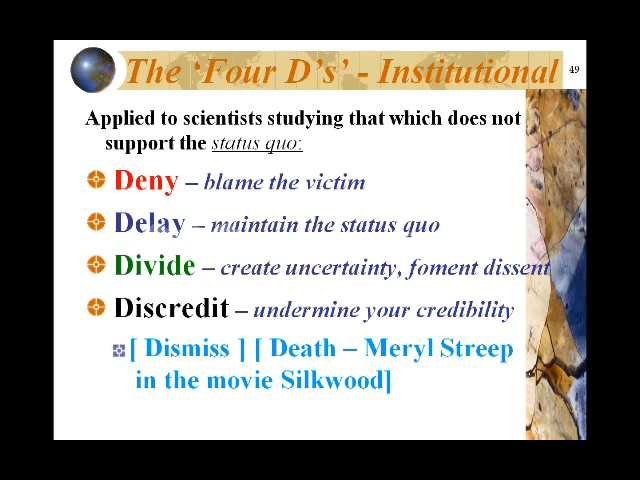 The 'Four D's' - Institutional
49
Applied to scientists studying that which does not
support the status quo:
Deny – blame the victim
Delay – maintain the status quo
Divide – create uncertainty, foment dissent
Discredit – undermine your credibility
[ Dismiss ] [ Death – Meryl Streep
in the movie Silkwood]